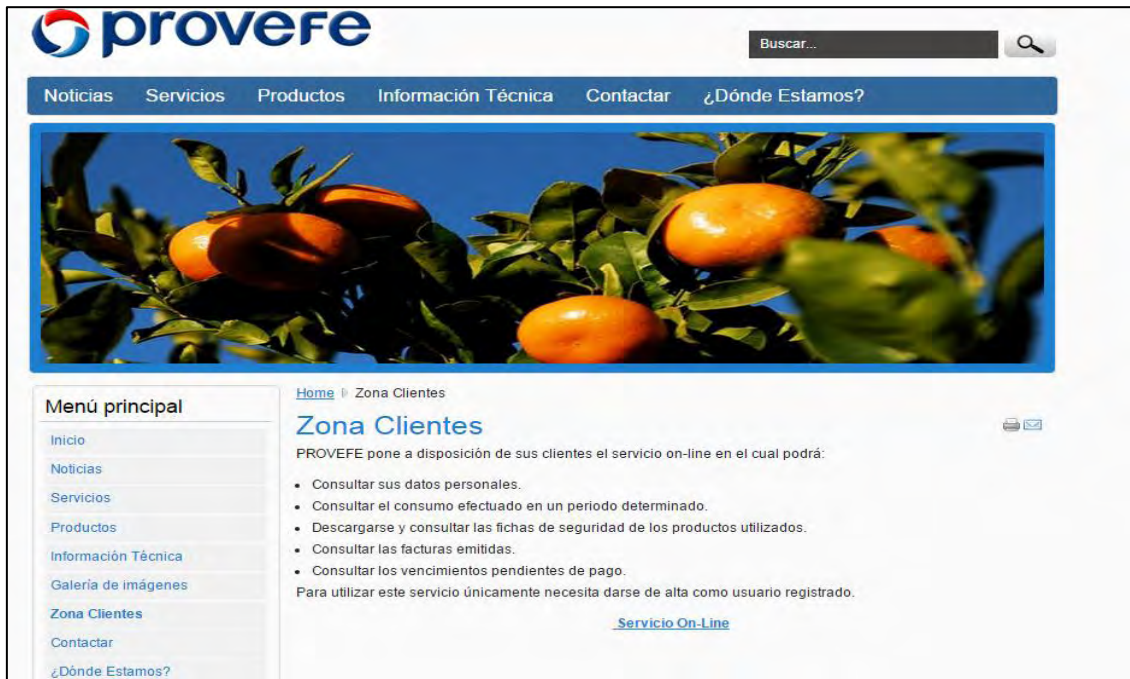 provefe
Buscar...
Noticias Servicios Productos Información Técnica Contactar ¿Dónde Estamos?
Menú principal
Inicio
Noticias
Servicios
Productos
Información Técnica
Galería de imágenes
Zona Clientes
Contactar
¿Dónde Estamos?
Home Zona Clientes
Zona Clientes
PROVEFE pone a disposición de sus clientes el servicio on-line en el cual podrá:
• Consultar sus datos personales.
• Consultar el consumo efectuado en un periodo determinado.
• Descargarse y consultar las fichas de seguridad de los productos utilizados.
• Consultar las facturas emitidas.
• Consultar los vencimientos pendientes de pago.
Para utilizar este servicio únicamente necesita darse de alta como usuario registrado.
Servicio On-Line